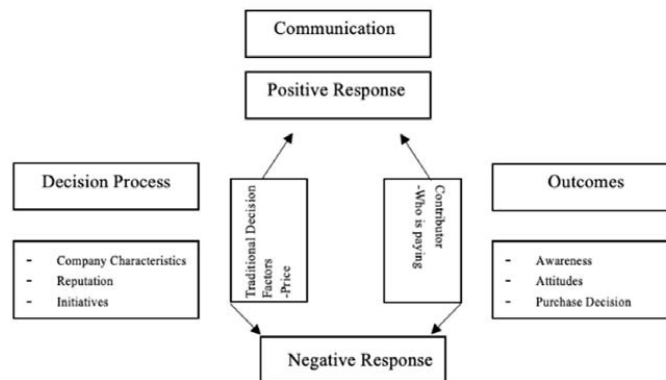 Communication
Positive Response
Decision Process
- Company Characteristics
- Reputation
- Initiatives
Traditional Decision
Factors
-Price
Contributor
-Who is paying
Outcomes
- Awareness
- Attitudes
- Purchase Decision
Negative Response